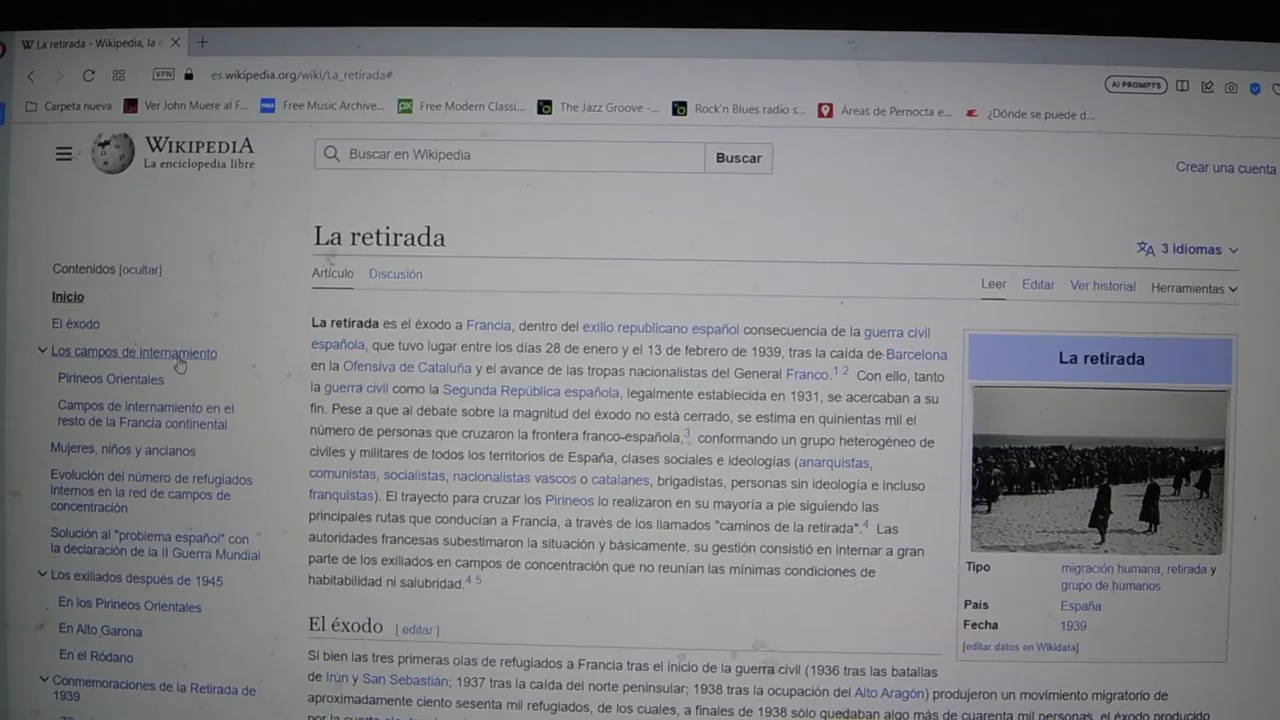 W La retirada - Wikipedia, la
VPN es.wikipedia.org/wiki/La_retirada#
AI PROMPTS
Carpeta nueva Ver John Muere al F... Free Music Archive... Free Modern Classi... The Jazz Groove -... Rock'n Blues radio s... Áreas de Pernocta e... ¿Dónde se puede d...
WIKIPEDIA
La enciclopedia libre
Buscar en Wikipedia Buscar
Crear una cuenta
La retirada
3 idiomas
Artículo Discusión
Leer Editar Ver historial Herramientas
Contenidos [ocultar]
Inicio
El éxodo
Los campos de internamiento
Pirineos Orientales
Campos de internamiento en el
resto de la Francia continental
Mujeres, niños y ancianos
Evolución del número de refugiados
internos en la red de campos de
concentración
Solución al "problema español" con
la declaración de la II Guerra Mundial
Los exiliados después de 1945
En los Pirineos Orientales
En Alto Garona
En el Ródano
Conmemoraciones de la Retirada de
1939
La retirada es el éxodo a Francia, dentro del exilio republicano español consecuencia de la guerra civil
española, que tuvo lugar entre los días 28 de enero y el 13 de febrero de 1939, tras la caída de Barcelona
en la Ofensiva de Cataluña y el avance de las tropas nacionalistas del General Franco.1 2 Con ello, tanto
la guerra civil como la Segunda República española, legalmente establecida en 1931, se acercaban a su
fin. Pese a que al debate sobre la magnitud del éxodo no está cerrado, se estima en quinientas mil el
número de personas que cruzaron la frontera franco-española,3 conformando un grupo heterogéneo de
civiles y militares de todos los territorios de España, clases sociales e ideologías (anarquistas,
comunistas, socialistas, nacionalistas vascos o catalanes, brigadistas, personas sin ideología e incluso
franquistas). El trayecto para cruzar los Pirineos lo realizaron en su mayoría a pie siguiendo las
principales rutas que conducían a Francia, a través de los llamados "caminos de la retirada".4 Las
autoridades francesas subestimaron la situación y básicamente, su gestión consistió en internar a gran
parte de los exiliados en campos de concentración que no reunían las mínimas condiciones de
habitabilidad ni salubridad.4 5
El éxodo [ editar ]
Si bien las tres primeras olas de refugiados a Francia tras el inicio de la guerra civil (1936 tras las batallas
de Irún y San Sebastián; 1937 tras la caída del norte peninsular; 1938 tras la ocupación del Alto Aragón) produjeron un movimiento migratorio de
aproximadamente ciento sesenta mil refugiados, de los cuales, a finales de 1938 sólo quedaban algo más de cuarenta mil personas, el éxodo producido
La retirada
Tipo migración humana, retirada y
grupo de humanos
País España
Fecha 1939
[editar datos en Wikidata]